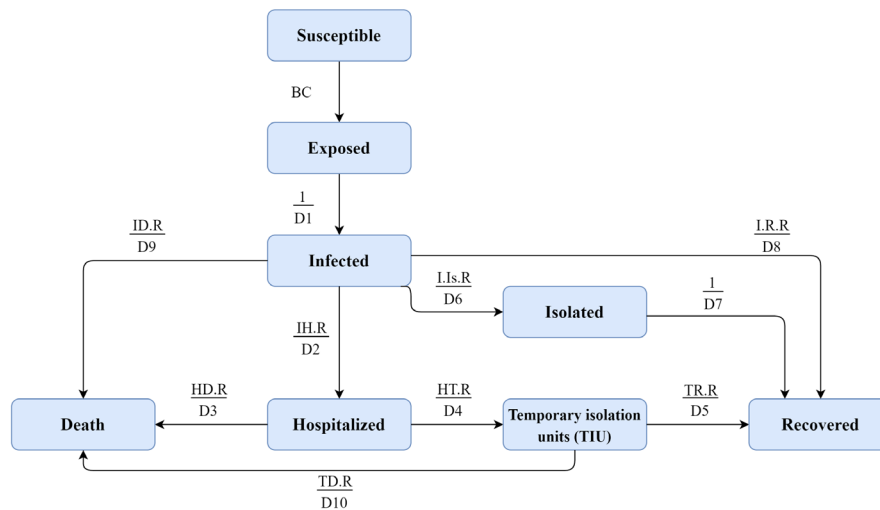 Susceptible
BC
Exposed
1
D1
ID.R
D9
Infected
I.R.R
D8
I.Is.R
D6
Isolated
1
D7
IH.R
D2
Death
HD.R
D3
Hospitalized
HT.R
D4
Temporary isolation
units (TIU)
TR.R
D5
Recovered
TD.R
D10